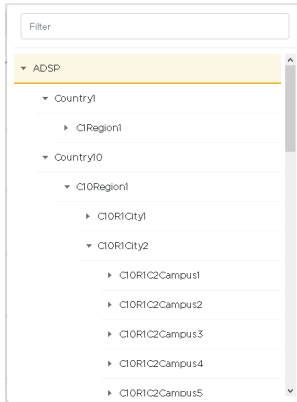 Filter
ADSP
Country1
C1Region1
Country10
C10Region1
C10R1City1
C10R1City2
C10R1C2Campus1
C10R1C2Campus2
C10R1C2Campus3
C10R1C2Campus4
C10R1C2Campus5